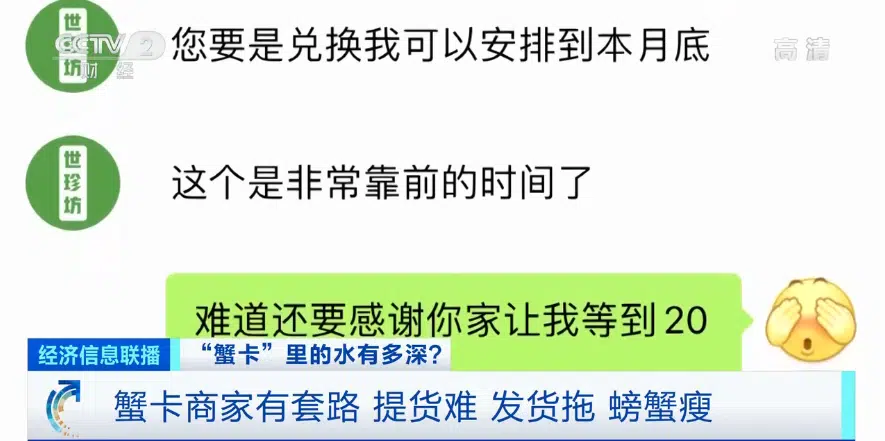 世
坊
CCTV 2
财经
您要是兑换我可以安排到本月底
高清
世
珍
坊
这个是非常靠前的时间了
难道还要感谢你家让我等到20
经济信息联播
“蟹卡”里的水有多深？
蟹卡商家有套路 提货难 发货拖 螃蟹瘦